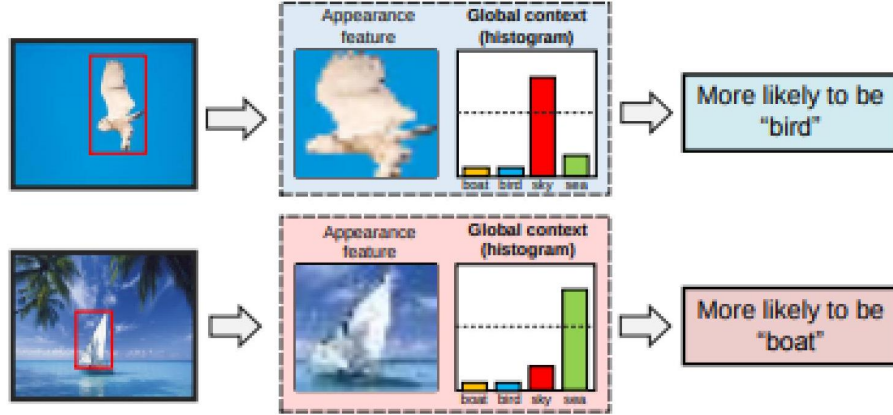 Appearance
feature
Global context
(histogram)
boat bird sky sea
More likely to be
“bird”
Appearance
feature
Global context
(histogram)
boat bird sky sea
More likely to be
“boat”